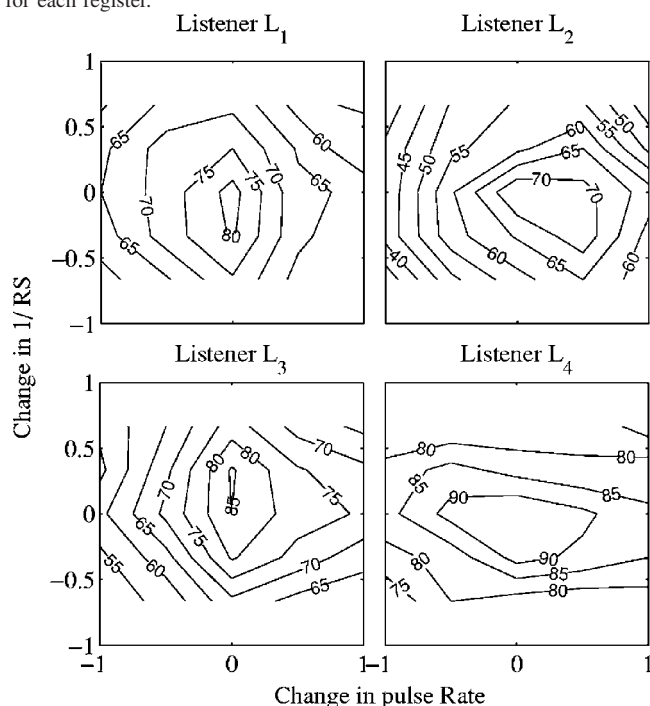 for each register.
Listener L1 Listener L2
1
0.5
0
−0.5
−1
65 65 70 75 75 70 60 65 70 80 65
45 50 55 60 55 50 65 70 70 40 60 65 60
Change in 1/ RS
Listener L3 Listener L4
1
0.5
0
−0.5
−1
80 80 70 70 75 85 65 75 60 55 70 65
80 80 85 85 90 90 80 85 75 80
−1 0 1 −1 0 1
Change in pulse Rate